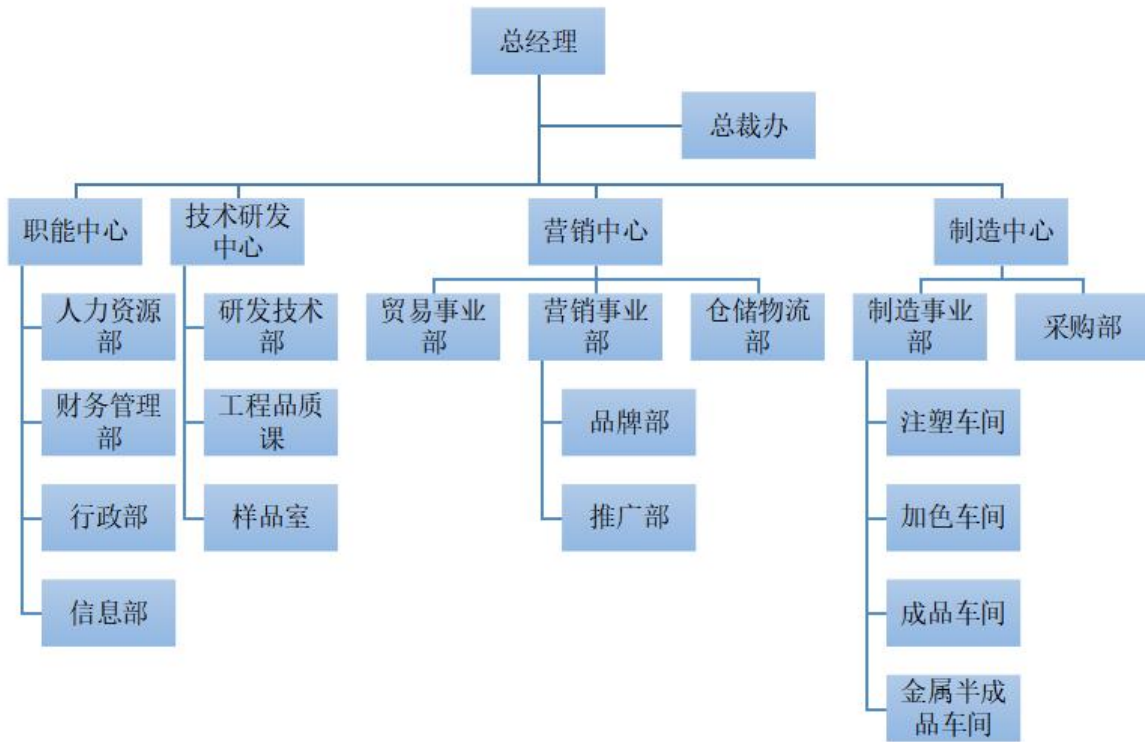 总经理
总裁办
职能中心
技术研发
中心
营销中心
制造中心
人力资源
部
研发技术
部
贸易事业
部
营销事业
部
仓储物流
部
制造事业
部
采购部
财务管理
部
工程品质
课
品牌部
注塑车间
行政部
样品室
推广部
加色车间
信息部
成品车间
金属半成
品车间